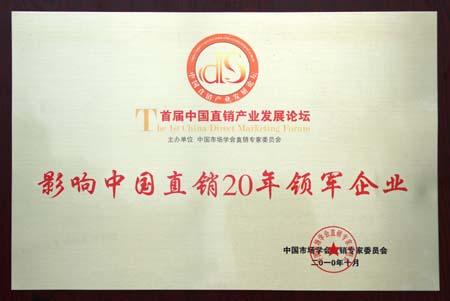 中国直销产业发展论坛
首届中国直销产业发展论坛
The 1st China Direct Marketing Forum
主办单位 中国市场学会直销专家委员会
影响中国直销20年领军企业
中国市场学会直销专家委员会
二〇一〇年十月